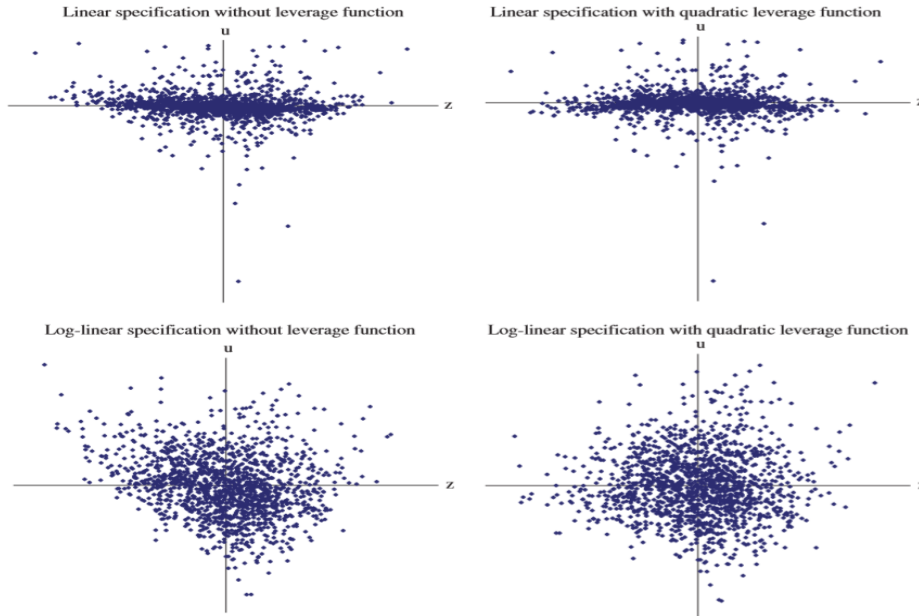 Linear specification without leverage function
u
z
Linear specification with quadratic leverage function
u
z
Log-linear specification without leverage function
u
z
Log-linear specification with quadratic leverage function
u
z